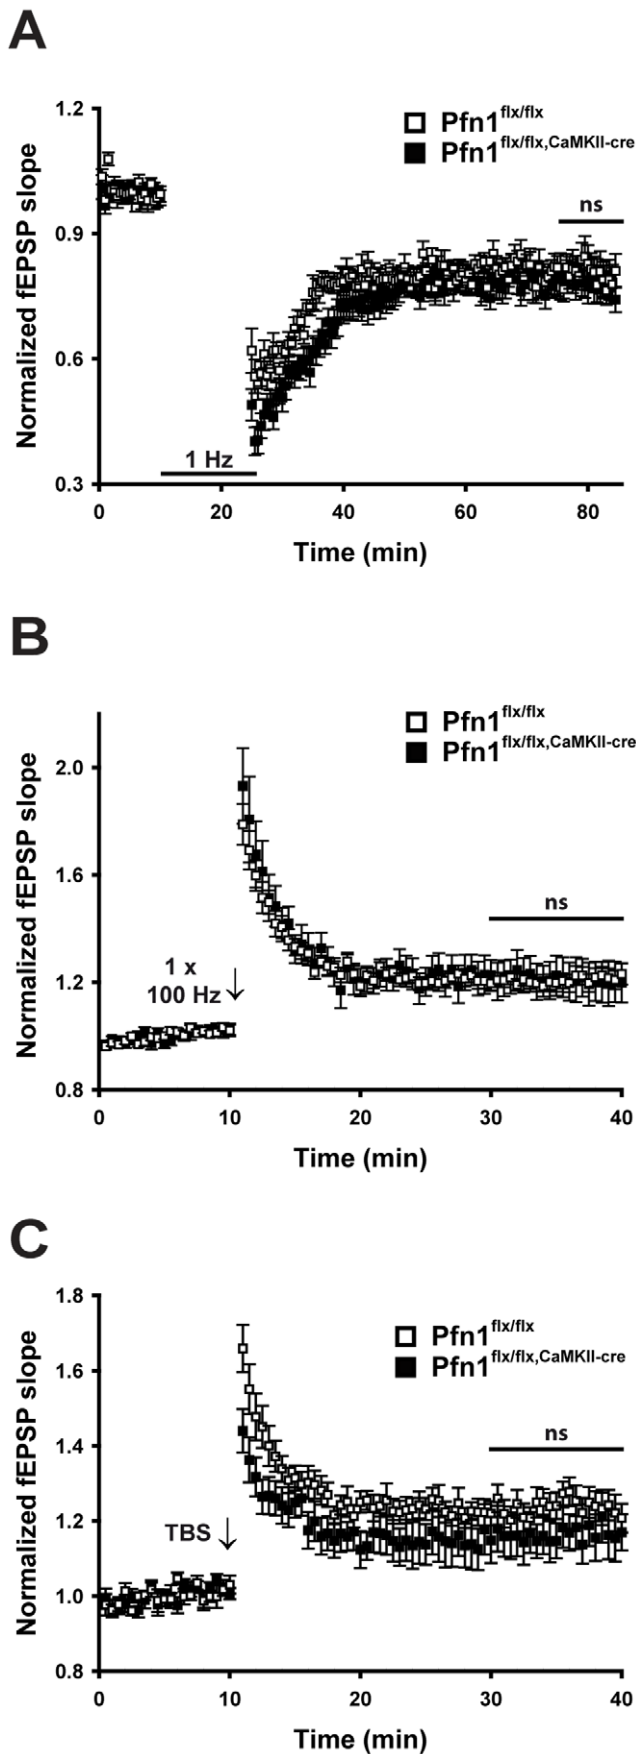 A
1.2
Pfn1flx/flx
Pfn1flx/flx,CaMKII-cre
ns
0.9
Normalized fEPSP slope
0.6
1 Hz
0.3
0 20 40 60 80
Time (min)
B
Pfn1flx/flx
Pfn1flx/flx,CaMKII-cre
2.0
Normalized fEPSP slope
1.6
ns
1.2
1 x
100 Hz
0.8
0 10 20 30 40
Time (min)
C
1.8
Pfn1flx/flx
Pfn1flx/flx,CaMKII-cre
Normalized fEPSP slope
1.6
ns
1.4
1.2
TBS
1.0
0.8
0 10 20 30 40
Time (min)